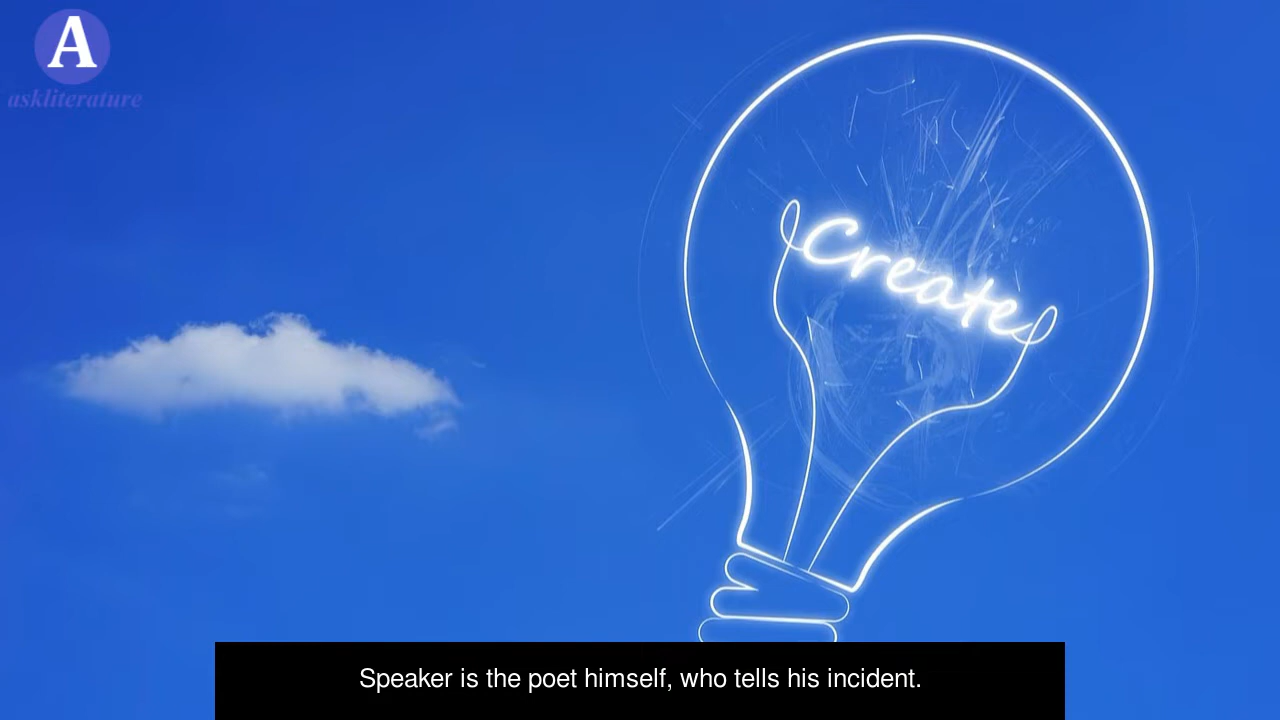 A
askliterature
Create
Speaker is the poet himself, who tells his incident.